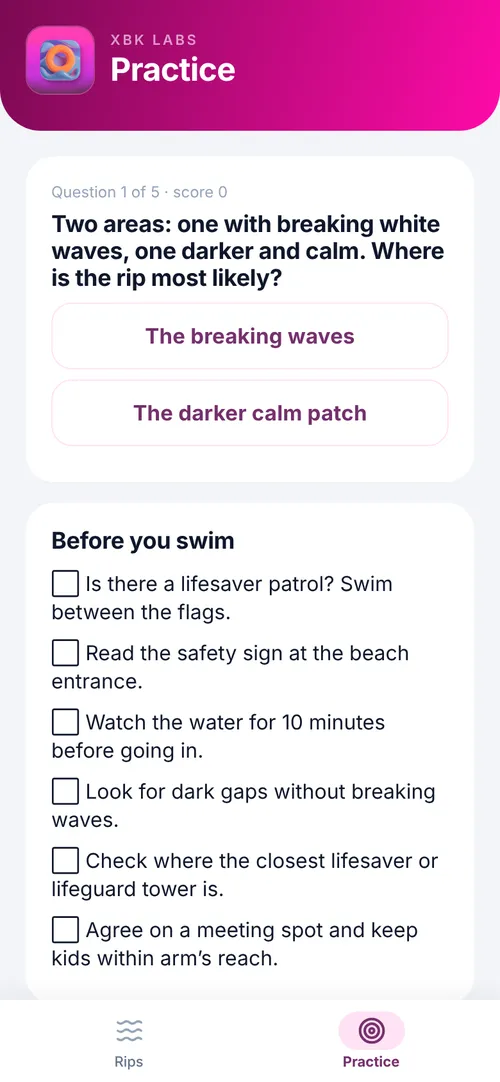 XBK LABS
Practice
Question 1 of 5 · score 0
Two areas: one with breaking white
waves, one darker and calm. Where
is the rip most likely?
The breaking waves
The darker calm patch
Before you swim
Is there a lifesaver patrol? Swim
between the flags.
Read the safety sign at the beach
entrance.
Watch the water for 10 minutes
before going in.
Look for dark gaps without breaking
waves.
Check where the closest lifesaver or
lifeguard tower is.
Agree on a meeting spot and keep
kids within arm’s reach.
Rips
Practice